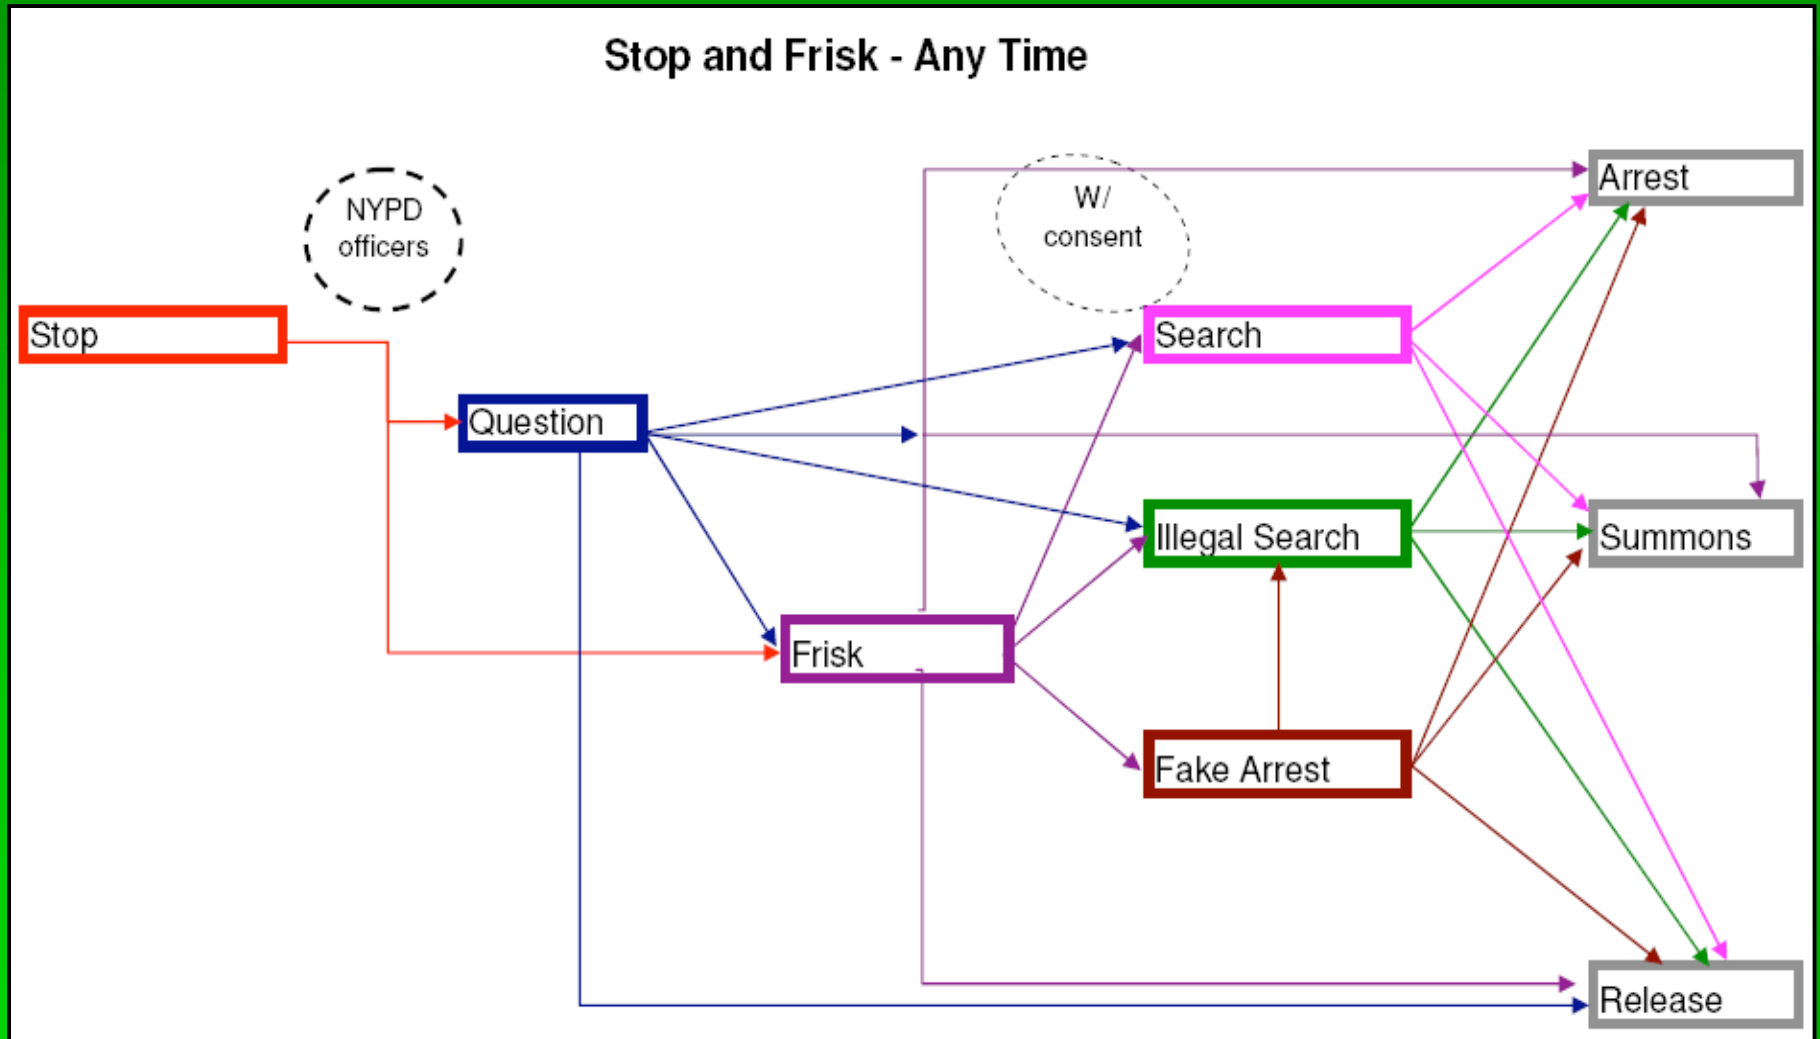 Stop and Frisk - Any Time
NYPD
officers
W/
consent
Arrest
Stop
Search
Question
Illegal Search
Summons
Frisk
Fake Arrest
Release